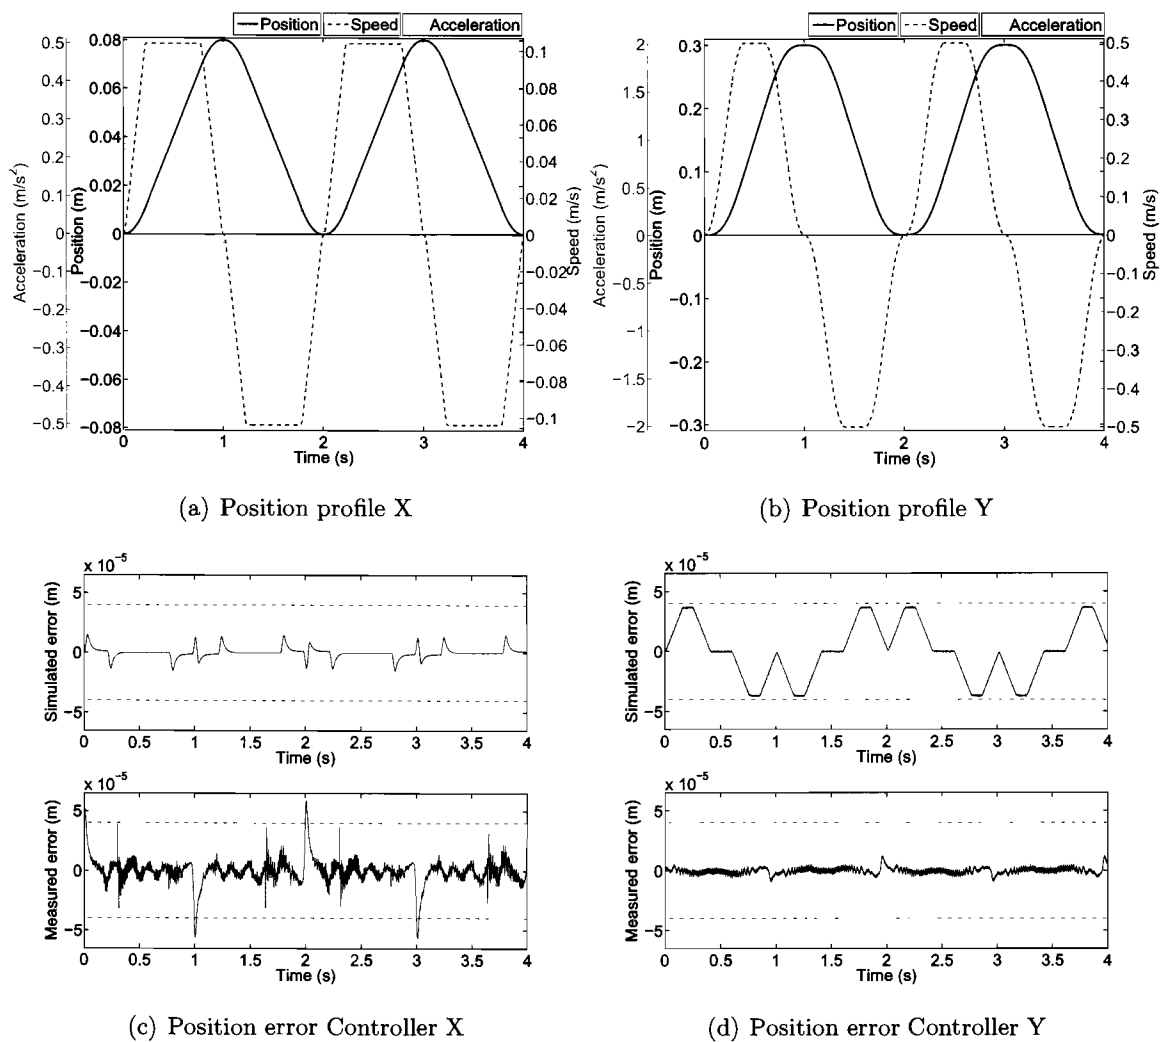 Position Speed Acceleration
0.5 0.4 0.3 0.2 0.1 0 −0.1 −0.2 −0.3 −0.4 −0.5
Acceleration (m/s²)
0.08 0.06 0.04 0.02 0 −0.02 −0.04 −0.06 −0.08
Position (m)
0.1 0.08 0.06 0.04 0.02 0 −0.02 −0.04 −0.06 −0.08 −0.1
Speed (m/s)
0 1 2 3 4
Time (s)
(a) Position profile X
Position Speed Acceleration
2 1.5 1 0.5 0 −0.5 −1 −1.5 −2
Acceleration (m/s²)
0.3 0.2 0.1 0 −0.1 −0.2 −0.3
Position (m)
0.5 0.4 0.3 0.2 0.1 0 −0.1 −0.2 −0.3 −0.4 −0.5
Speed (m/s)
0 1 2 3 4
Time (s)
(b) Position profile Y
x 10⁻⁵
5 0 −5
Simulated error (m)
0 0.5 1 1.5 2 2.5 3 3.5 4
Time (s)
x 10⁻⁵
5 0 −5
Measured error (m)
0 0.5 1 1.5 2 2.5 3 3.5 4
Time (s)
(c) Position error Controller X
x 10⁻⁵
5 0 −5
Simulated error (m)
0 0.5 1 1.5 2 2.5 3 3.5 4
Time (s)
x 10⁻⁵
5 0 −5
Measured error (m)
0 0.5 1 1.5 2 2.5 3 3.5 4
Time (s)
(d) Position error Controller Y